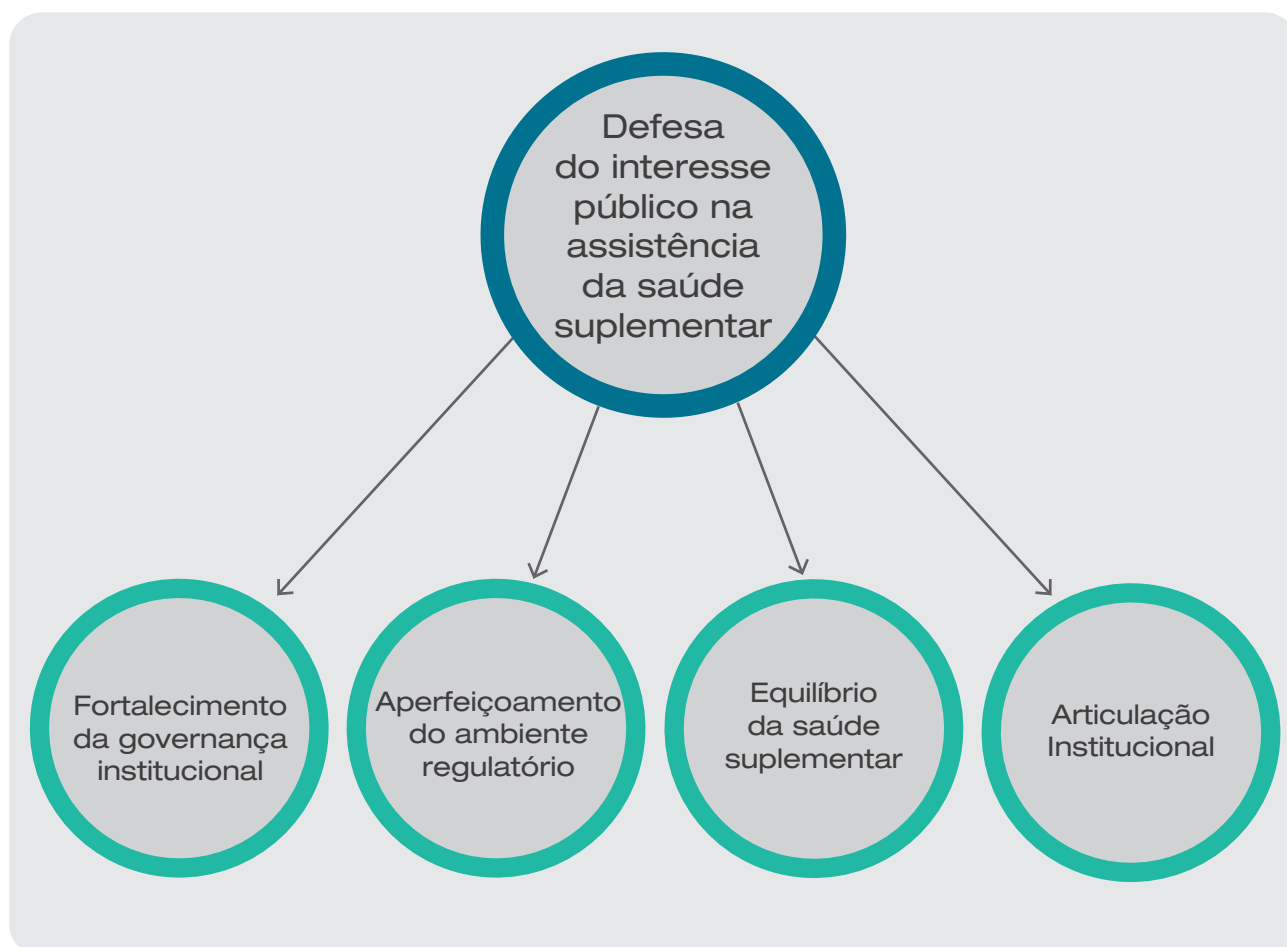 Defesa
do interesse
público na
assistência
da saúde
suplementar
Fortalecimento
da governança
institucional
Aperfeiçoamento
do ambiente
regulatório
Equilíbrio
da saúde
suplementar
Articulação
Institucional